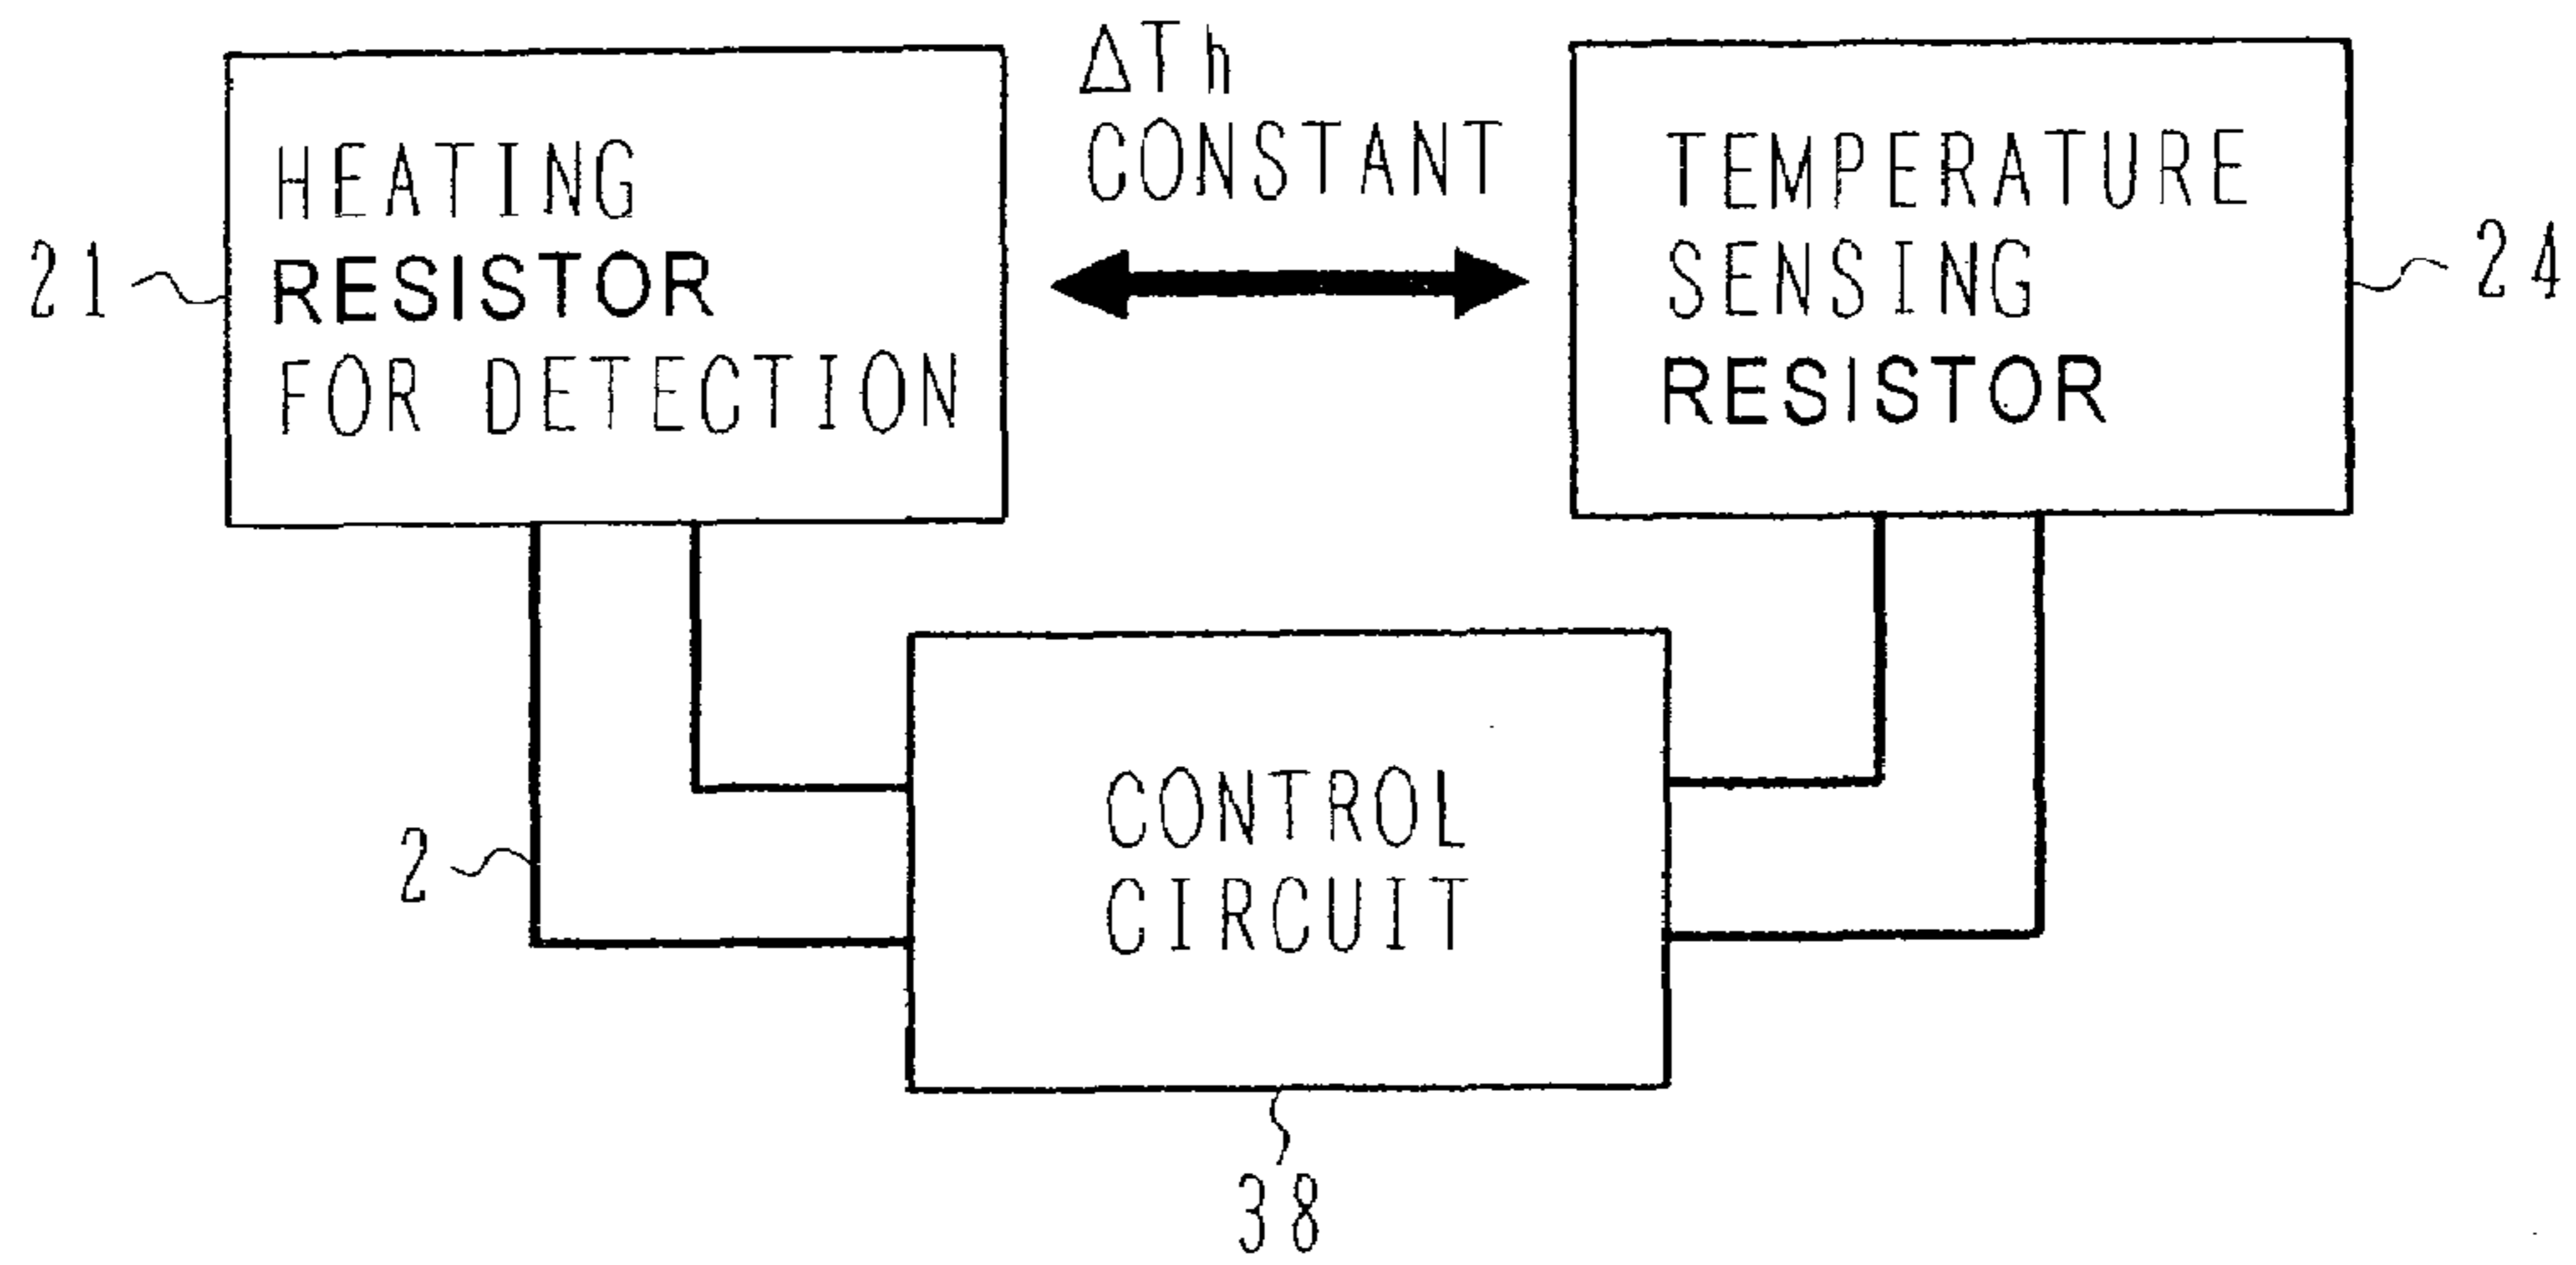 ΔTh
CONSTANT
HEATING
RESISTOR
FOR DETECTION
TEMPERATURE
SENSING
RESISTOR
21
24
2
CONTROL
CIRCUIT
38